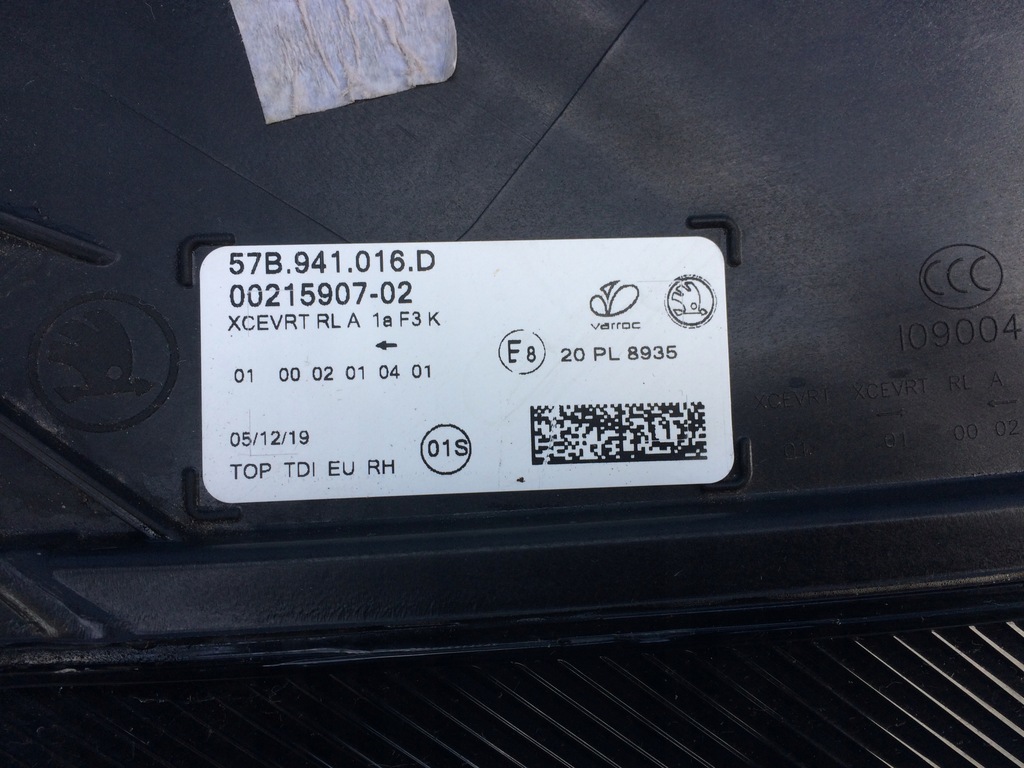 57B.941.016.D
00215907-02
XCEVRT RL A 1a F3 K
←
01 00 02 01 04 01
05/12/19
TOP TDI EU RH
01S
varroc
E8 20 PL 8935
CCC
I09004
XCEVRT XCEVRT RL A
01 00 02